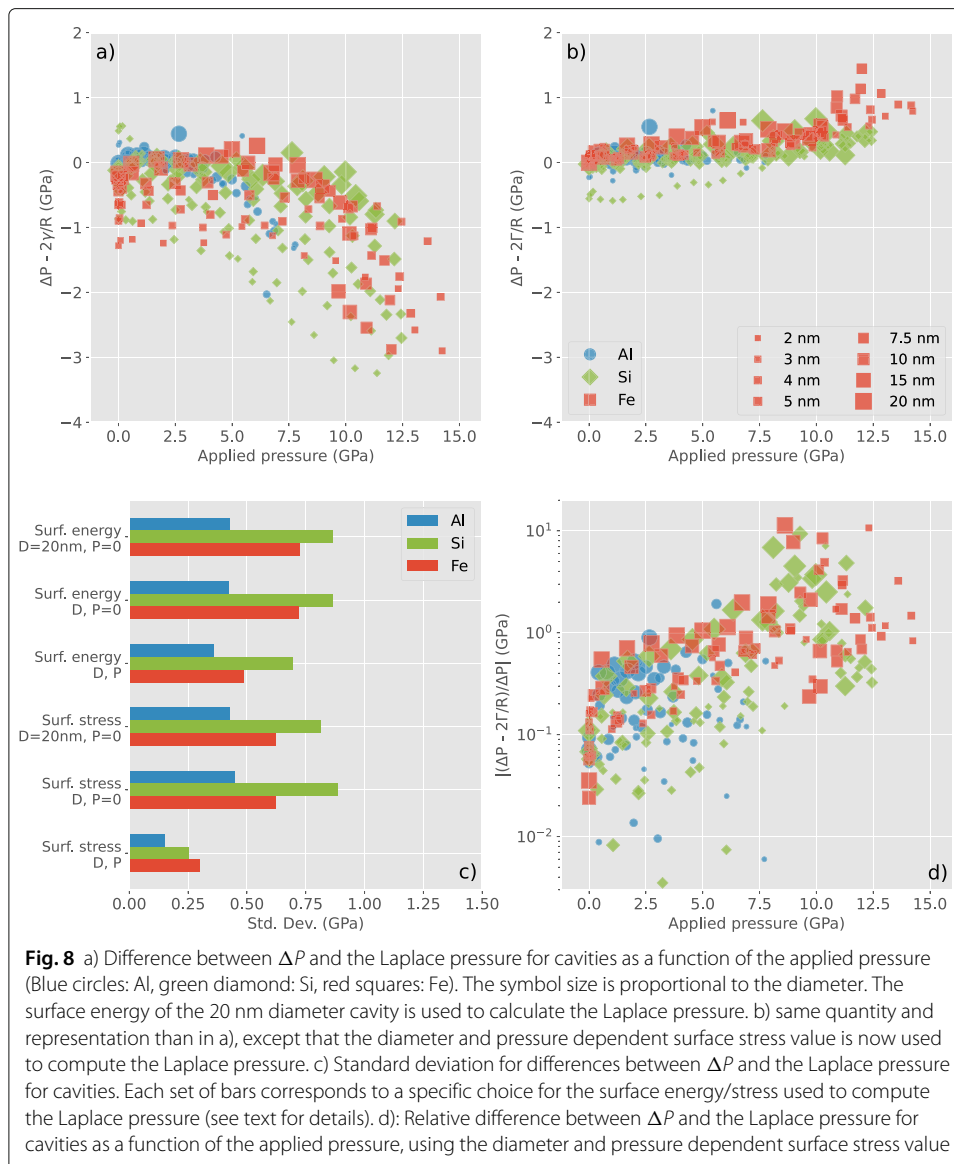 a)
ΔP - 2γ/R (GPa)
2
1
0
−1
−2
−3
−4
0.0 2.5 5.0 7.5 10.0 12.5 15.0
Applied pressure (GPa)
b)
ΔP - 2Γ/R (GPa)
2
1
0
−1
−2
−3
−4
Al
Si
Fe
2 nm
3 nm
4 nm
5 nm
7.5 nm
10 nm
15 nm
20 nm
0.0 2.5 5.0 7.5 10.0 12.5 15.0
Applied pressure (GPa)
Surf. energy
D=20nm, P=0
Surf. energy
D, P=0
Surf. energy
D, P
Surf. stress
D=20nm, P=0
Surf. stress
D, P=0
Surf. stress
D, P
Al
Si
Fe
c)
0.00 0.25 0.50 0.75 1.00 1.25 1.50
Std. Dev. (GPa)
|(ΔP - 2Γ/R)/ΔP| (GPa)
10¹
10⁰
10⁻¹
10⁻²
d)
0.0 2.5 5.0 7.5 10.0 12.5 15.0
Applied pressure (GPa)
Fig. 8 a) Difference between ΔP and the Laplace pressure for cavities as a function of the applied pressure
(Blue circles: Al, green diamond: Si, red squares: Fe). The symbol size is proportional to the diameter. The
surface energy of the 20 nm diameter cavity is used to calculate the Laplace pressure. b) same quantity and
representation than in a), except that the diameter and pressure dependent surface stress value is now used
to compute the Laplace pressure. c) Standard deviation for differences between ΔP and the Laplace pressure
for cavities. Each set of bars corresponds to a specific choice for the surface energy/stress used to compute
the Laplace pressure (see text for details). d): Relative difference between ΔP and the Laplace pressure for
cavities as a function of the applied pressure, using the diameter and pressure dependent surface stress value